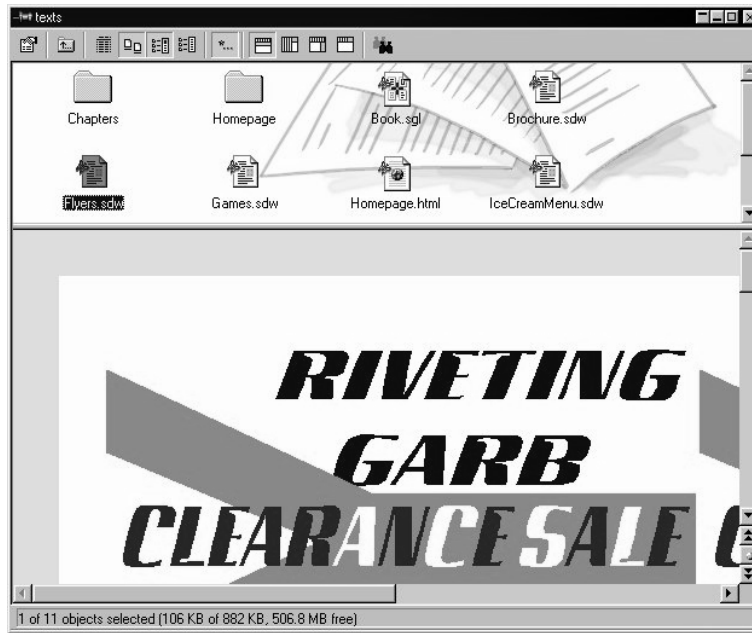 texts
Chapters Homepage Book.sgl Brochure.sdw
Flyers.sdw Games.sdw Homepage.html IceCreamMenu.sdw
RIVETING
GARB
CLEARANCE SALE C
1 of 11 objects selected (106 KB of 882 KB, 506.8 MB free)